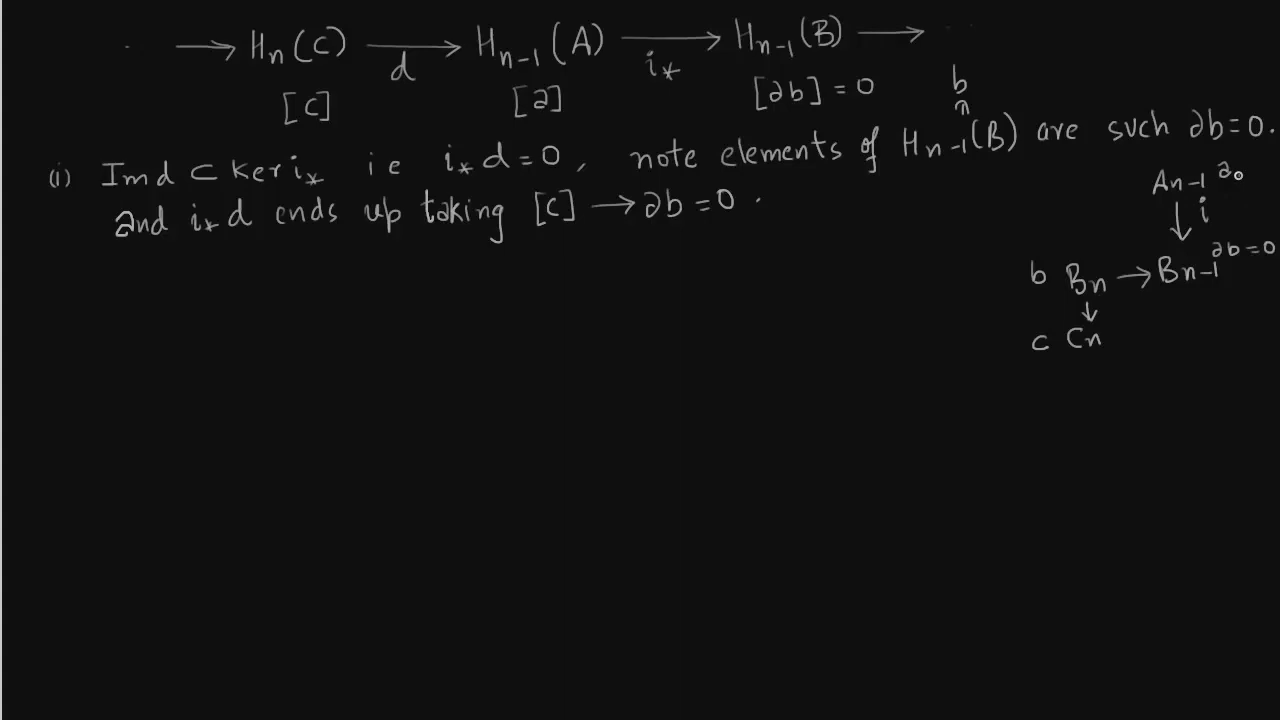 → Hn(C) → Hn-1(A) → Hn-1(B) →
d i*
[c] [a] [∂b] = 0 b
(i) Im d ⊂ ker i* ie i*d = 0, note elements of Hn-1(B) are such ∂b=0.
and i*d ends up taking [c] → ∂b = 0.
An-1 a0
↓ i
b Bn → Bn-1 ∂b=0
↓
c Cn